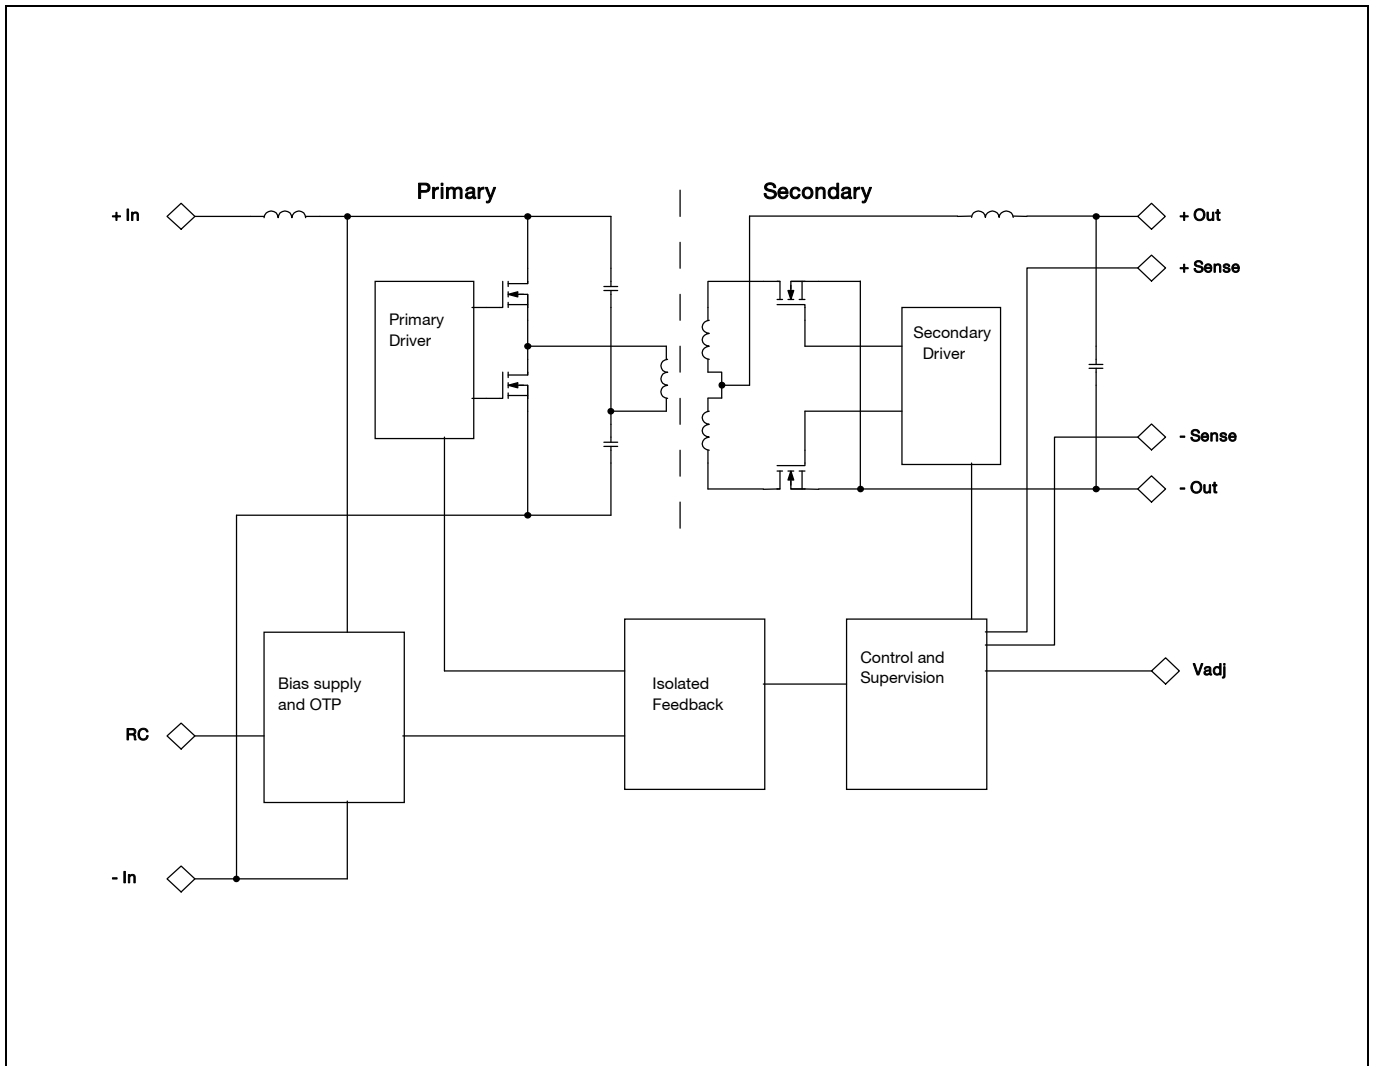 Primary
Secondary
+ In
+ Out
+ Sense
Primary
Driver
Secondary
Driver
- Sense
- Out
Bias supply
and OTP
Isolated
Feedback
Control and
Supervision
Vadj
RC
- In